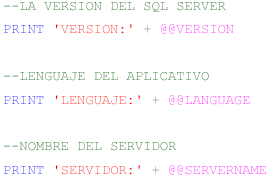 --LA VERSION DEL SQL SERVER
PRINT 'VERSION:' + @@VERSION
--LENGUAJE DEL APLICATIVO
PRINT 'LENGUAJE:' + @@LANGUAGE
--NOMBRE DEL SERVIDOR
PRINT 'SERVIDOR:' + @@SERVERNAME